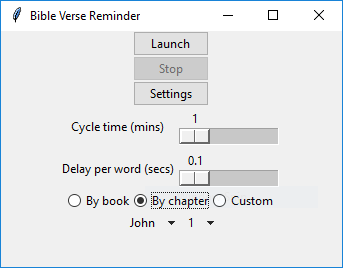 Bible Verse Reminder
Launch
Stop
Settings
Cycle time (mins) 1
Delay per word (secs) 0.1
By book By chapter Custom
John 1